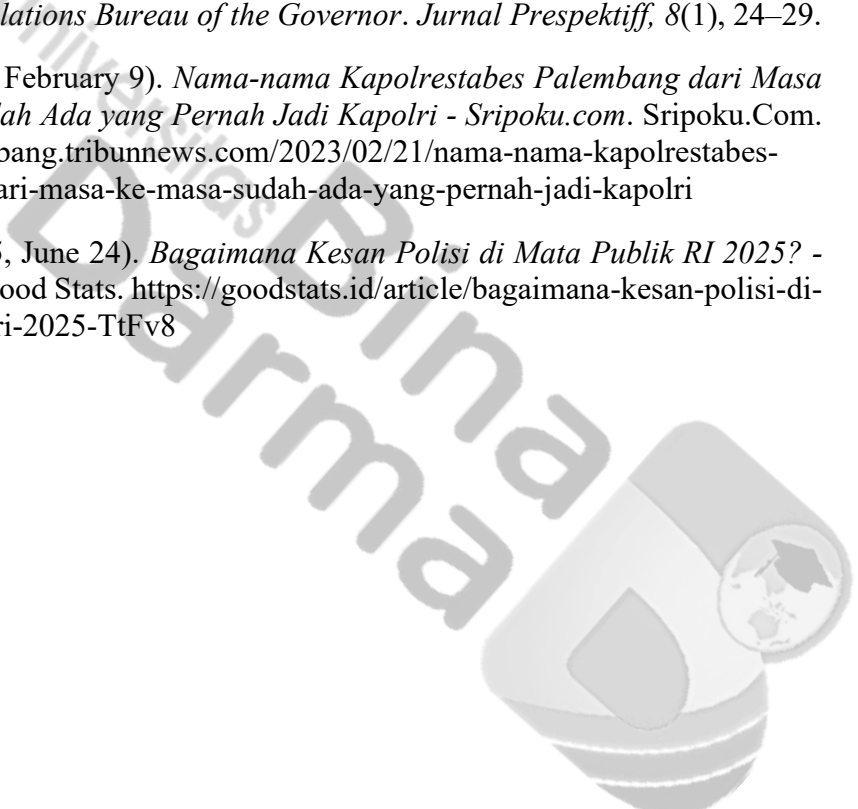 lations Bureau of the Governor. Jurnal Prespektiff, 8(1), 24–29.
February 9). Nama-nama Kapolrestabes Palembang dari Masa
lah Ada yang Pernah Jadi Kapolri - Sripoku.com. Sripoku.Com.
bang.tribunnews.com/2023/02/21/nama-nama-kapolrestabes-
ari-masa-ke-masa-sudah-ada-yang-pernah-jadi-kapolri
, June 24). Bagaimana Kesan Polisi di Mata Publik RI 2025? -
ood Stats. https://goodstats.id/article/bagaimana-kesan-polisi-di-
ri-2025-TtFv8
Universitas
Bina
Darma